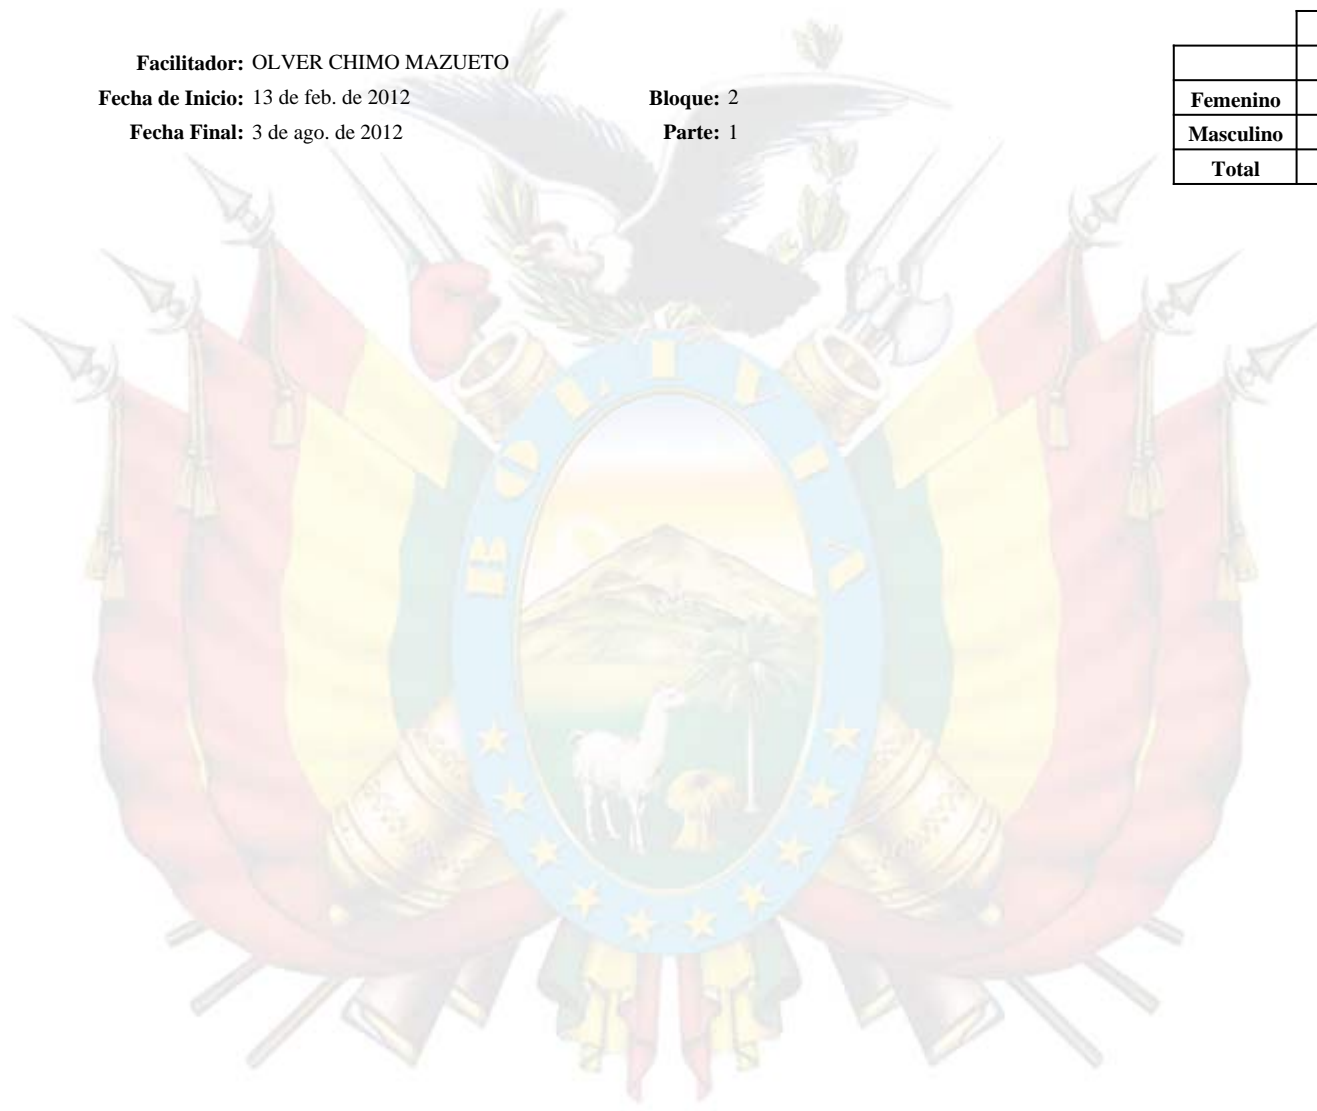 Facilitador: OLVER CHIMO MAZUETO
Fecha de Inicio: 13 de feb. de 2012 Bloque: 2
Fecha Final: 3 de ago. de 2012 Parte: 1
Femenino
Masculino
Total
BOLIVIA